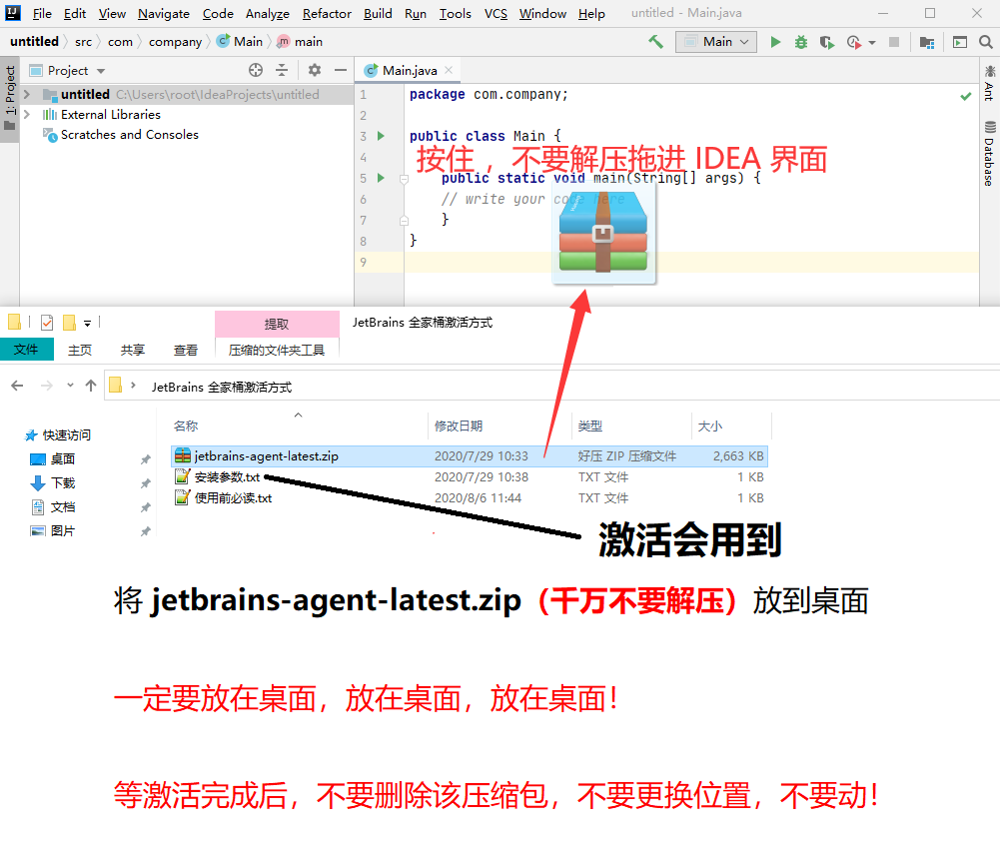 File Edit View Navigate Code Analyze Refactor Build Run Tools VCS Window Help untitled - Main.java
untitled src com company Main main Main
Project
Main.java
1: Project
Ant
Database
untitled C:\Users\root\IdeaProjects\untitled
External Libraries
Scratches and Consoles
1 package com.company;
2
3 public class Main {
4
按住 ，不要解压拖进 IDEA 界面
5 public static void main(String[] args) {
6 // write your code here
7 }
8 }
9
提取
JetBrains 全家桶激活方式
文件 主页 共享 查看 压缩的文件夹工具
JetBrains 全家桶激活方式
名称 修改日期 类型 大小
快速访问
桌面
下载
文档
图片
jetbrains-agent-latest.zip 2020/7/29 10:33 好压 ZIP 压缩文件 2,663 KB
安装参数.txt 2020/7/29 10:38 TXT 文件 1 KB
使用前必读.txt 2020/8/6 11:44 TXT 文件 1 KB
激活会用到
将 jetbrains-agent-latest.zip（千万不要解压）放到桌面
一定要放在桌面，放在桌面，放在桌面！
等激活完成后，不要删除该压缩包，不要更换位置，不要动！